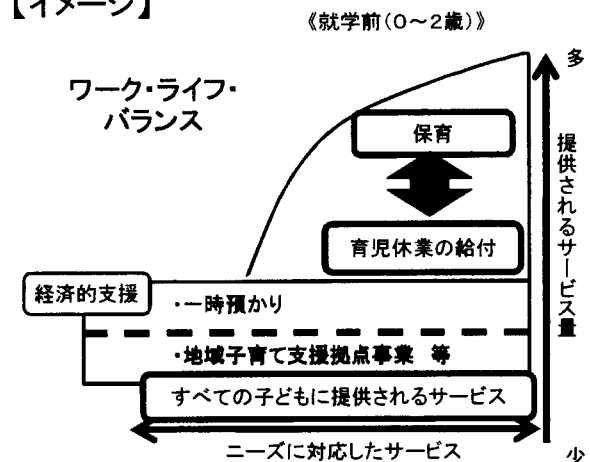 【イメージ】
《就学前(0～2歳)》
多
ワーク・ライフ・
バランス
保育
提供されるサービス量
育児休業の給付
経済的支援
・一時預かり
・地域子育て支援拠点事業 等
すべての子どもに提供されるサービス
ニーズに対応したサービス
少